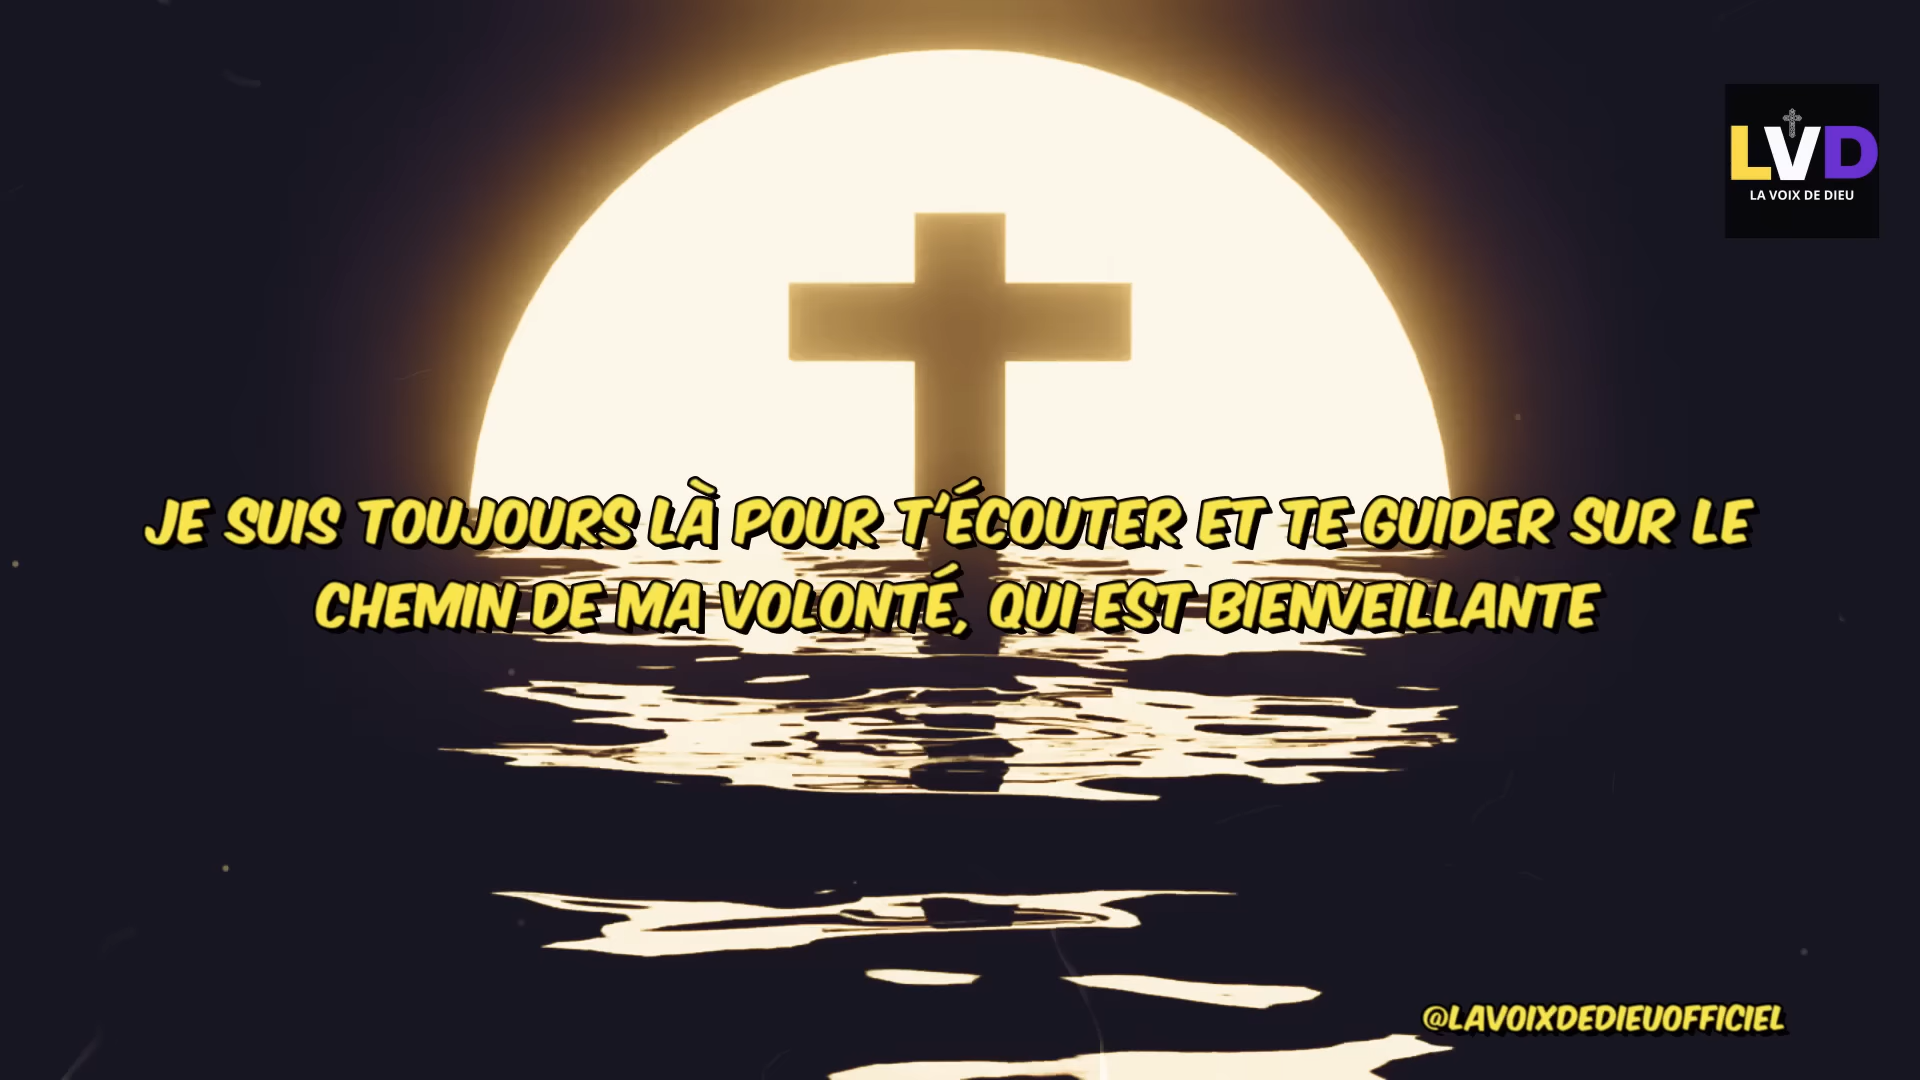 LVD
LA VOIX DE DIEU
JE SUIS TOUJOURS LÀ POUR T'ÉCOUTER ET TE GUIDER SUR LE
CHEMIN DE MA VOLONTÉ, QUI EST BIENVEILLANTE
@LAVOIXDEDIEUOFFICIEL